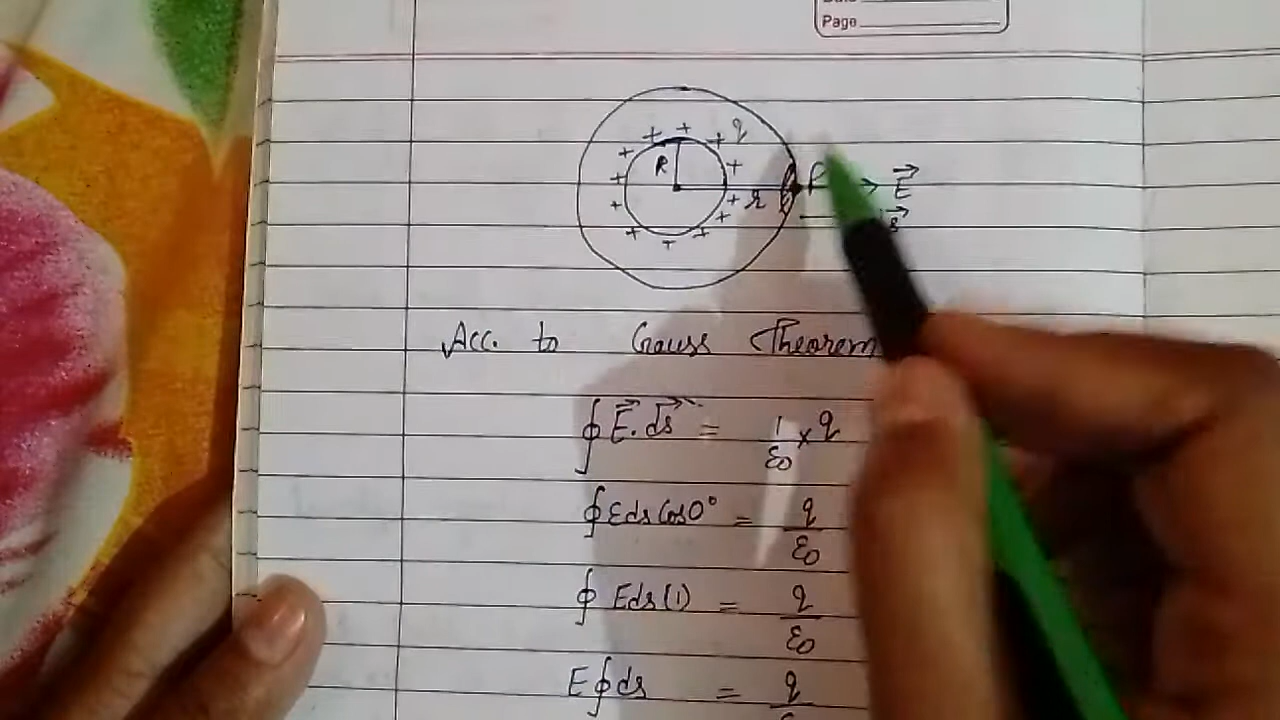 Page
q
R
P E⃗
r
Acc. to Gauss Theorem
∮ E⃗. ds⃗ = 1/ε0 × q
∮ Eds Cos0° = q/ε0
∮ Eds(1) = q/ε0
E∮ds = q